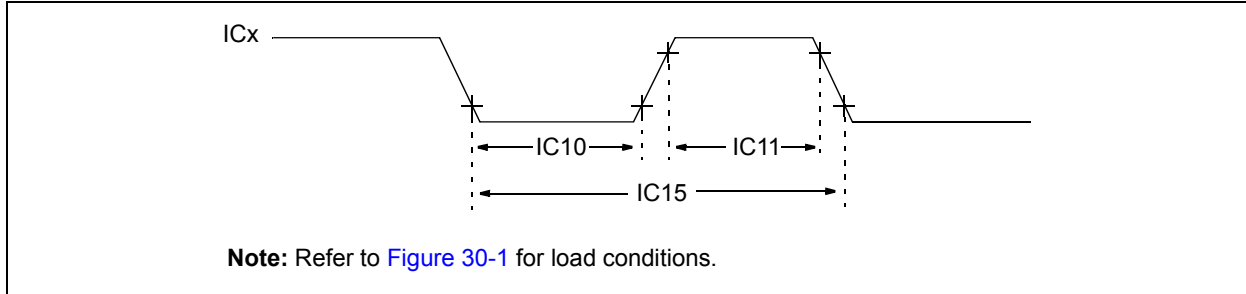 ICx
IC10
IC11
IC15
Note: Refer to Figure 30-1 for load conditions.